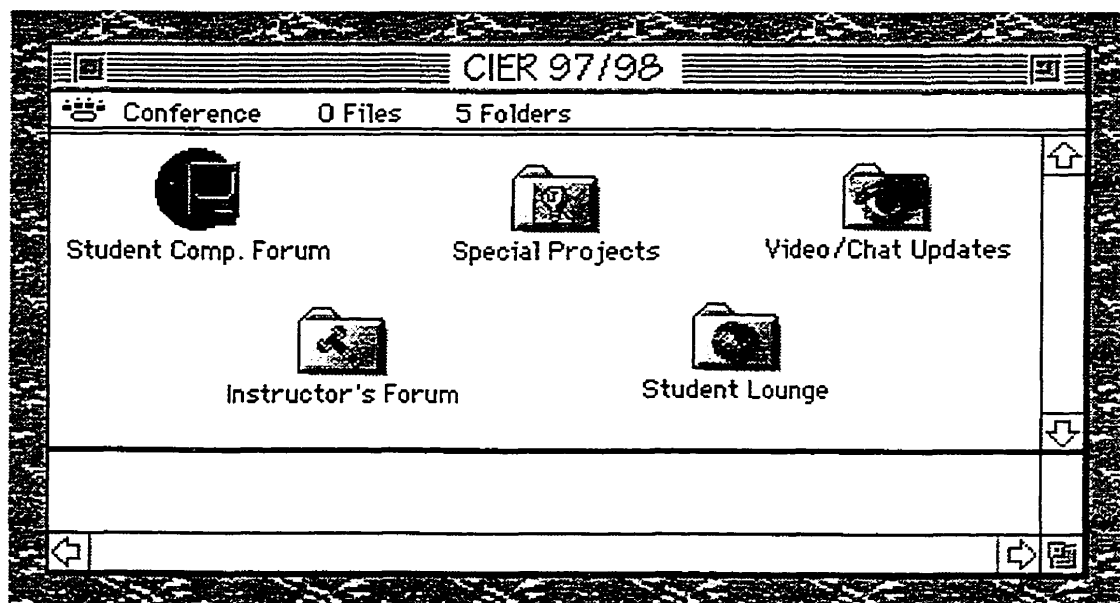 CIER 97/98
Conference 0 Files 5 Folders
Student Comp. Forum Special Projects Video/Chat Updates
Instructor's Forum Student Lounge